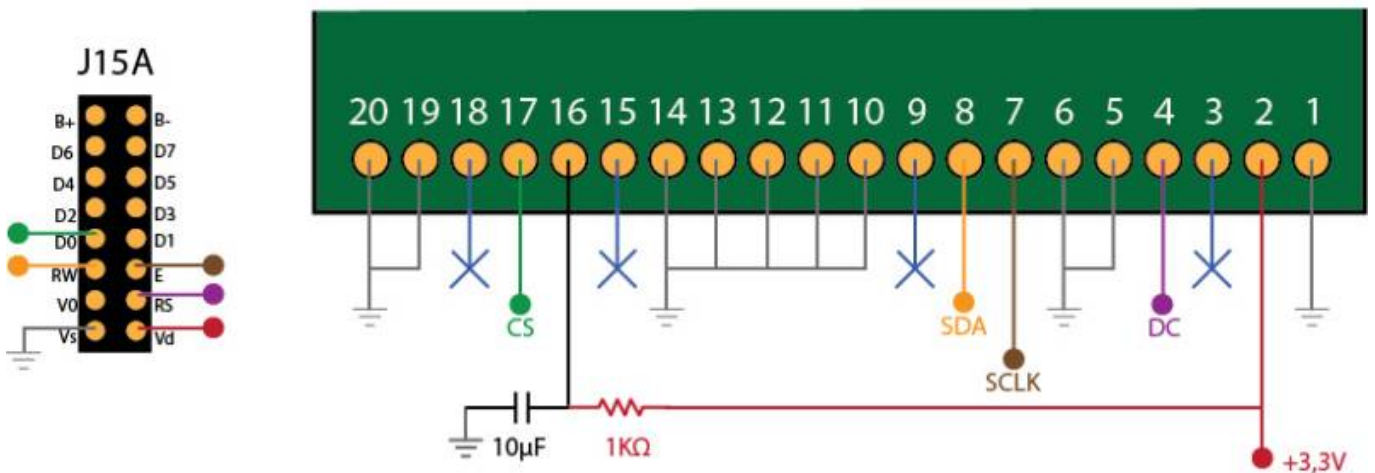 J15A
B+ B-
D6 D7
D4 D5
D2 D3
D0 D1
RW E
V0 RS
Vs Vd
20 19 18 17 16 15 14 13 12 11 10 9 8 7 6 5 4 3 2 1
CS SDA DC
SCLK
10µF 1KΩ
+3,3V